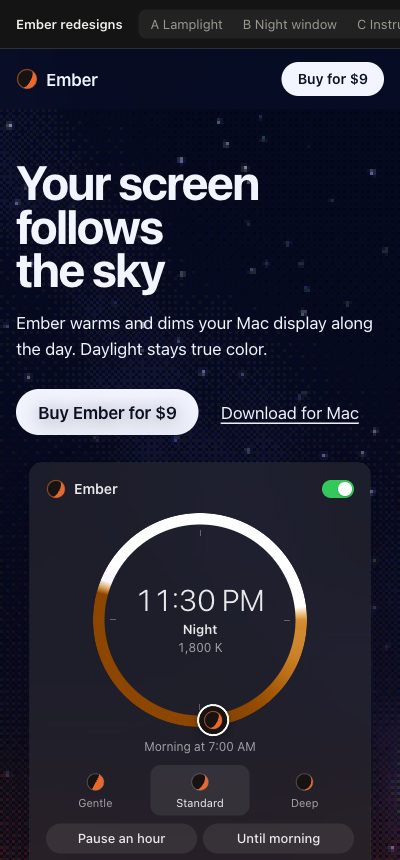 Ember redesigns
A Lamplight
B Night window
C Instru
Ember
Buy for $9
Your screen
follows
the sky
Ember warms and dims your Mac display along
the day. Daylight stays true color.
Buy Ember for $9
Download for Mac
Ember
11:30 PM
Night
1,800 K
Morning at 7:00 AM
Gentle
Standard
Deep
Pause an hour
Until morning